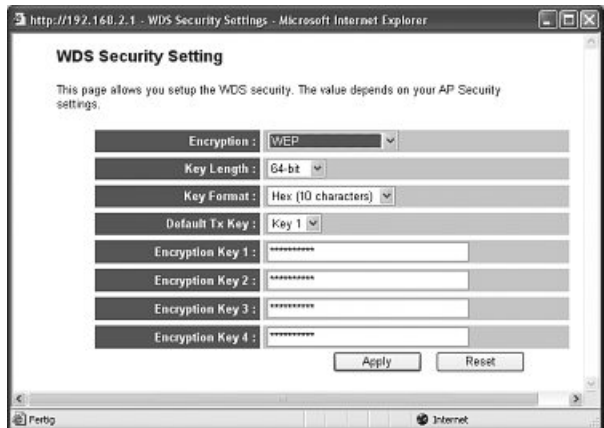 http://192.168.2.1 - WDS Security Settings - Microsoft Internet Explorer
WDS Security Setting
This page allows you setup the WDS security. The value depends on your AP Security
settings.
Encryption : WEP
Key Length : 64-bit
Key Format : Hex (10 characters)
Default Tx Key : Key 1
Encryption Key 1 : **********
Encryption Key 2 : **********
Encryption Key 3 : **********
Encryption Key 4 : **********
Apply Reset
Fertig Internet